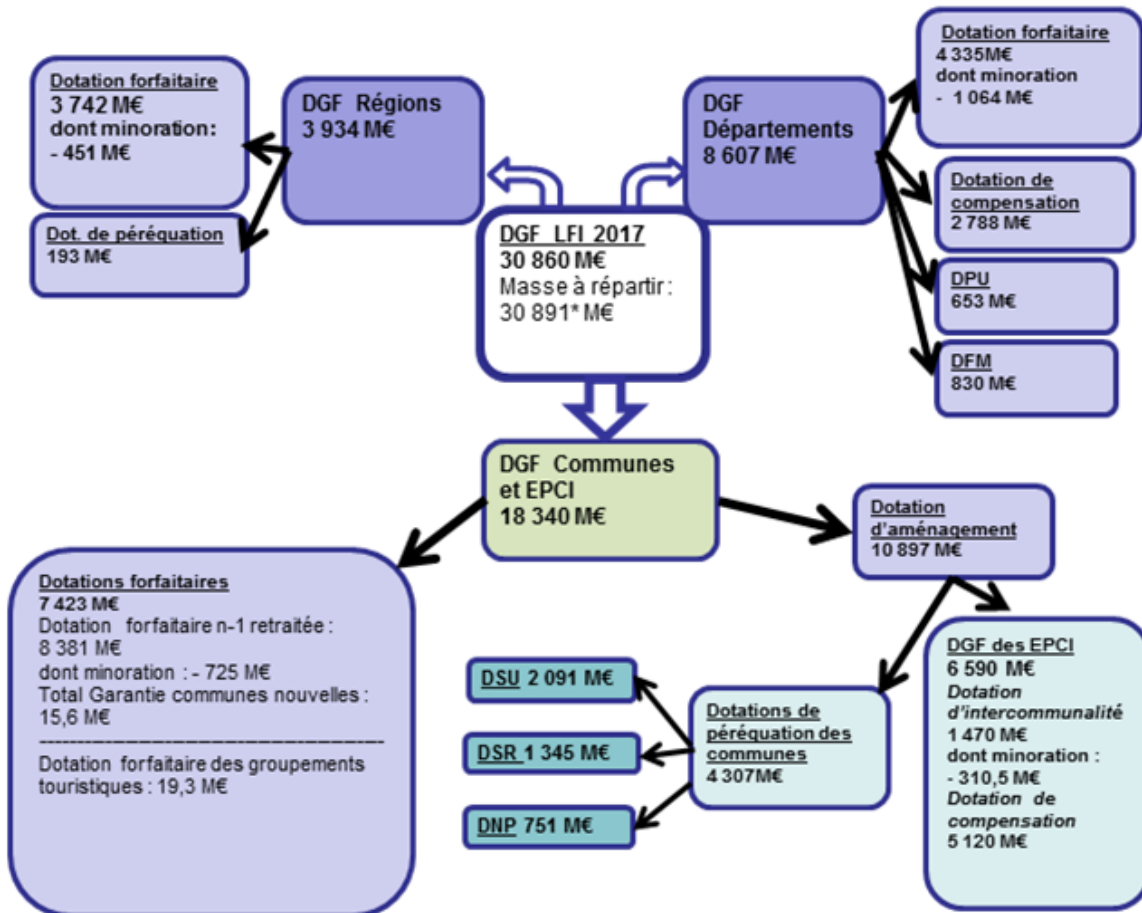 Dotation forfaitaire
3 742 M€
dont minoration:
- 451 M€
Dot. de péréquation
193 M€
DGF Régions
3 934 M€
DGF LFI 2017
30 860 M€
Masse à répartir :
30 891* M€
DGF
Départements
8 607 M€
Dotation forfaitaire
4 335M€
dont minoration
- 1 064 M€
Dotation de
compensation
2 788 M€
DPU
653 M€
DFM
830 M€
DGF Communes
et EPCI
18 340 M€
Dotations forfaitaires
7 423 M€
Dotation forfaitaire n-1 retraitée :
8 381 M€
dont minoration : - 725 M€
Total Garantie communes nouvelles :
15,6 M€
Dotation forfaitaire des groupements
touristiques : 19,3 M€
Dotation
d'aménagement
10 897 M€
DSU 2 091 M€
DSR 1 345 M€
DNP 751 M€
Dotations de
péréquation des
communes
4 307M€
DGF des EPCI
6 590 M€
Dotation
d'intercommunalité
1 470 M€
dont minoration :
- 310,5 M€
Dotation de
compensation
5 120 M€